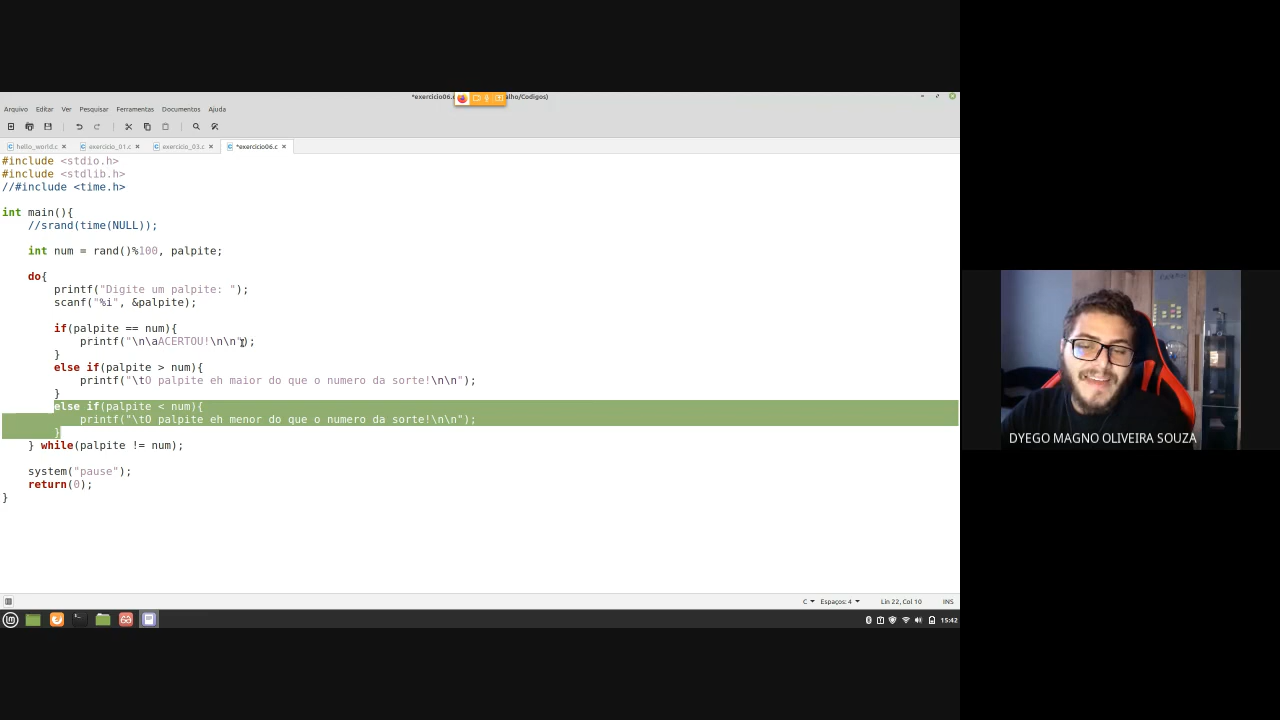 *exercicio06.c alho/Codigos)
Arquivo Editar Ver Pesquisar Ferramentas Documentos Ajuda
hello_world.c exercicio_01.c exercicio_03.c *exercicio06.c
#include <stdio.h>
#include <stdlib.h>
//#include <time.h>
int main(){
//srand(time(NULL));
int num = rand()%100, palpite;
do{
printf("Digite um palpite: ");
scanf("%i", &palpite);
if(palpite == num){
printf("\n\aACERTOU!\n\n");
}
else if(palpite > num){
printf("\tO palpite eh maior do que o numero da sorte!\n\n");
}
else if(palpite < num){
printf("\tO palpite eh menor do que o numero da sorte!\n\n");
}
} while(palpite != num);
system("pause");
return(0);
}
DYEGO MAGNO OLIVEIRA SOUZA
C Espaços: 4 Lin 22, Col 10 INS
15:42